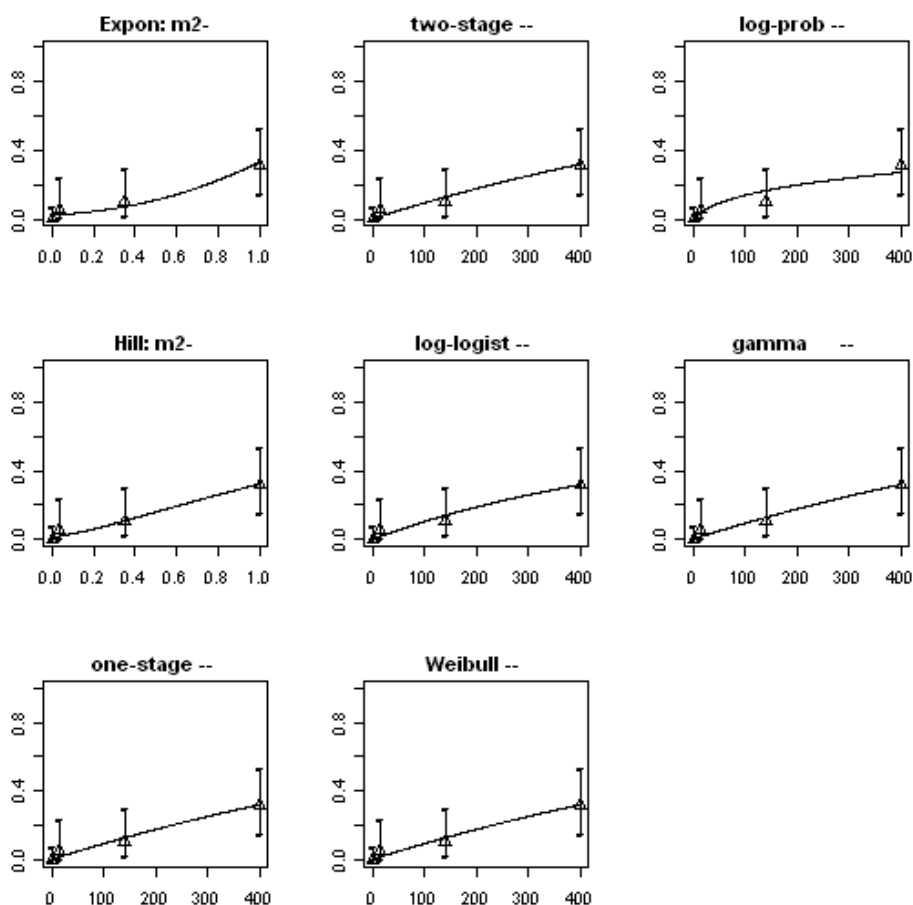 Expon: m2- two-stage -- log-prob --
0.8 0.8 0.8
0.4 0.4 0.4
0.0 0.0 0.0
0.0 0.2 0.4 0.6 0.8 1.0 0 100 200 300 400 0 100 200 300 400
Hill: m2- log-logist -- gamma --
0.8 0.8 0.8
0.4 0.4 0.4
0.0 0.0 0.0
0.0 0.2 0.4 0.6 0.8 1.0 0 100 200 300 400 0 100 200 300 400
one-stage -- Weibull --
0.8 0.8
0.4 0.4
0.0 0.0
0 100 200 300 400 0 100 200 300 400